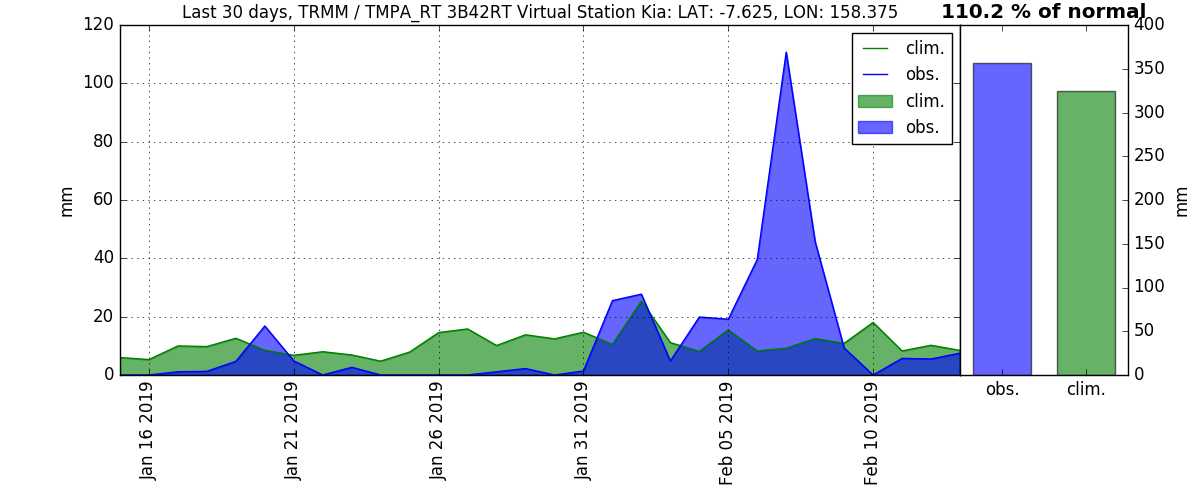 Last 30 days, TRMM / TMPA_RT 3B42RT Virtual Station Kia: LAT: -7.625, LON: 158.375
110.2 % of normal
120
100
80
60
40
20
0
mm
clim.
obs.
clim.
obs.
Jan 16 2019
Jan 21 2019
Jan 26 2019
Jan 31 2019
Feb 05 2019
Feb 10 2019
400
350
300
250
200
150
100
50
0
mm
obs.
clim.